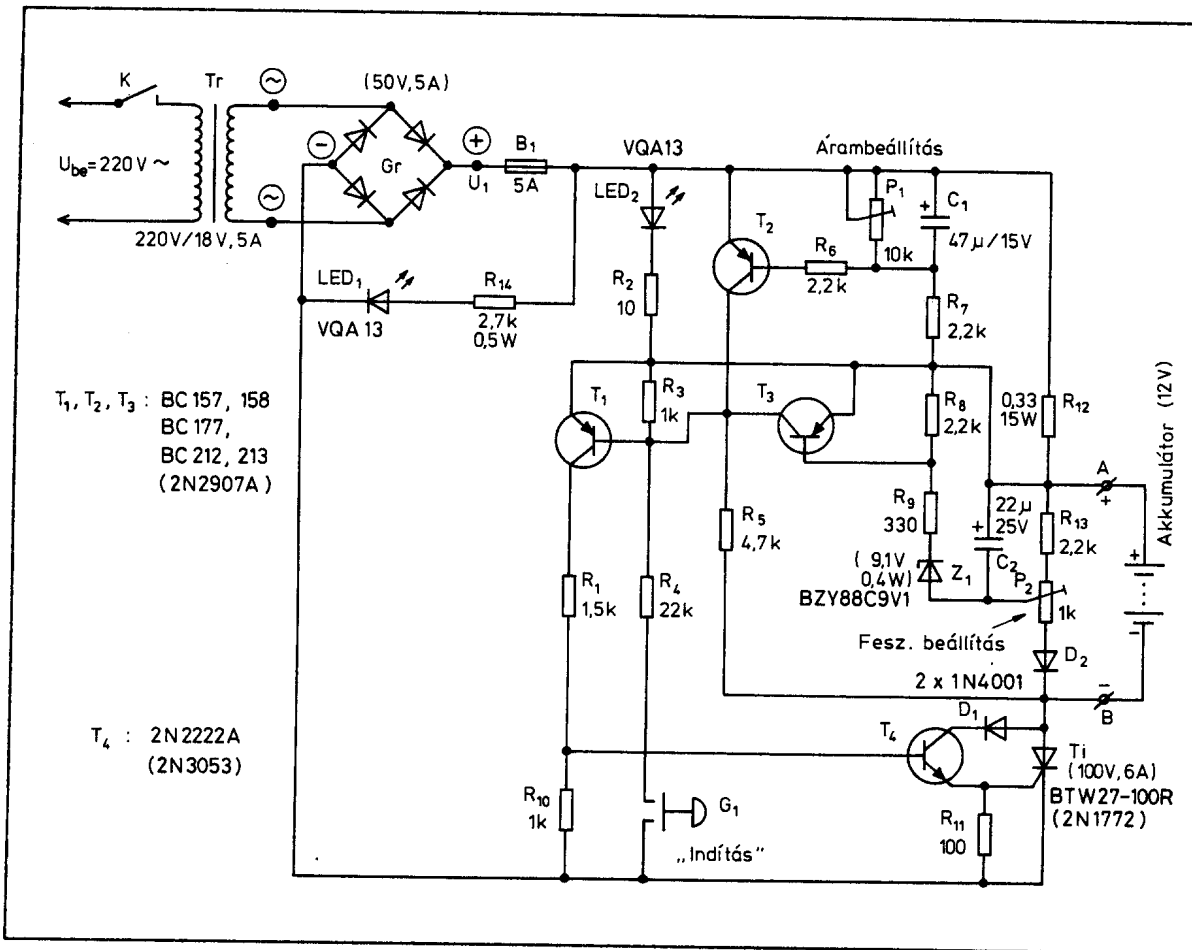 K
Tr
(50V, 5A)
U be = 220 V ~
~
~
−
+
Gr
U₁
B₁
5A
220V/18V, 5A
LED₁
VQA 13
R₁₄
2,7k
0,5W
VQA13
LED₂
R₂
10
T₂
R₆
2,2k
Árambeállítás
P₁
10k
+
C₁
47µ/15V
R₇
2,2k
T₁, T₂, T₃ : BC 157, 158
BC 177,
BC 212, 213
(2N2907A)
T₁
R₃
1k
T₃
R₈
2,2k
0,33
15W
R₁₂
Akkumulátor (12V)
A
+
R₉
330
22µ
25V
+
C₂
R₁₃
2,2k
R₅
4,7k
(9,1V
0,4W)
Z₁
BZY88C9V1
P₂
1k
+
-
R₁
1,5k
R₄
22k
Fesz. beállítás
D₂
2 x 1N4001
−
B
T₄ : 2N2222A
(2N3053)
T₄
D₁
Ti
(100V, 6A)
BTW27-100R
(2N1772)
R₁₀
1k
G₁
„Indítás"
R₁₁
100